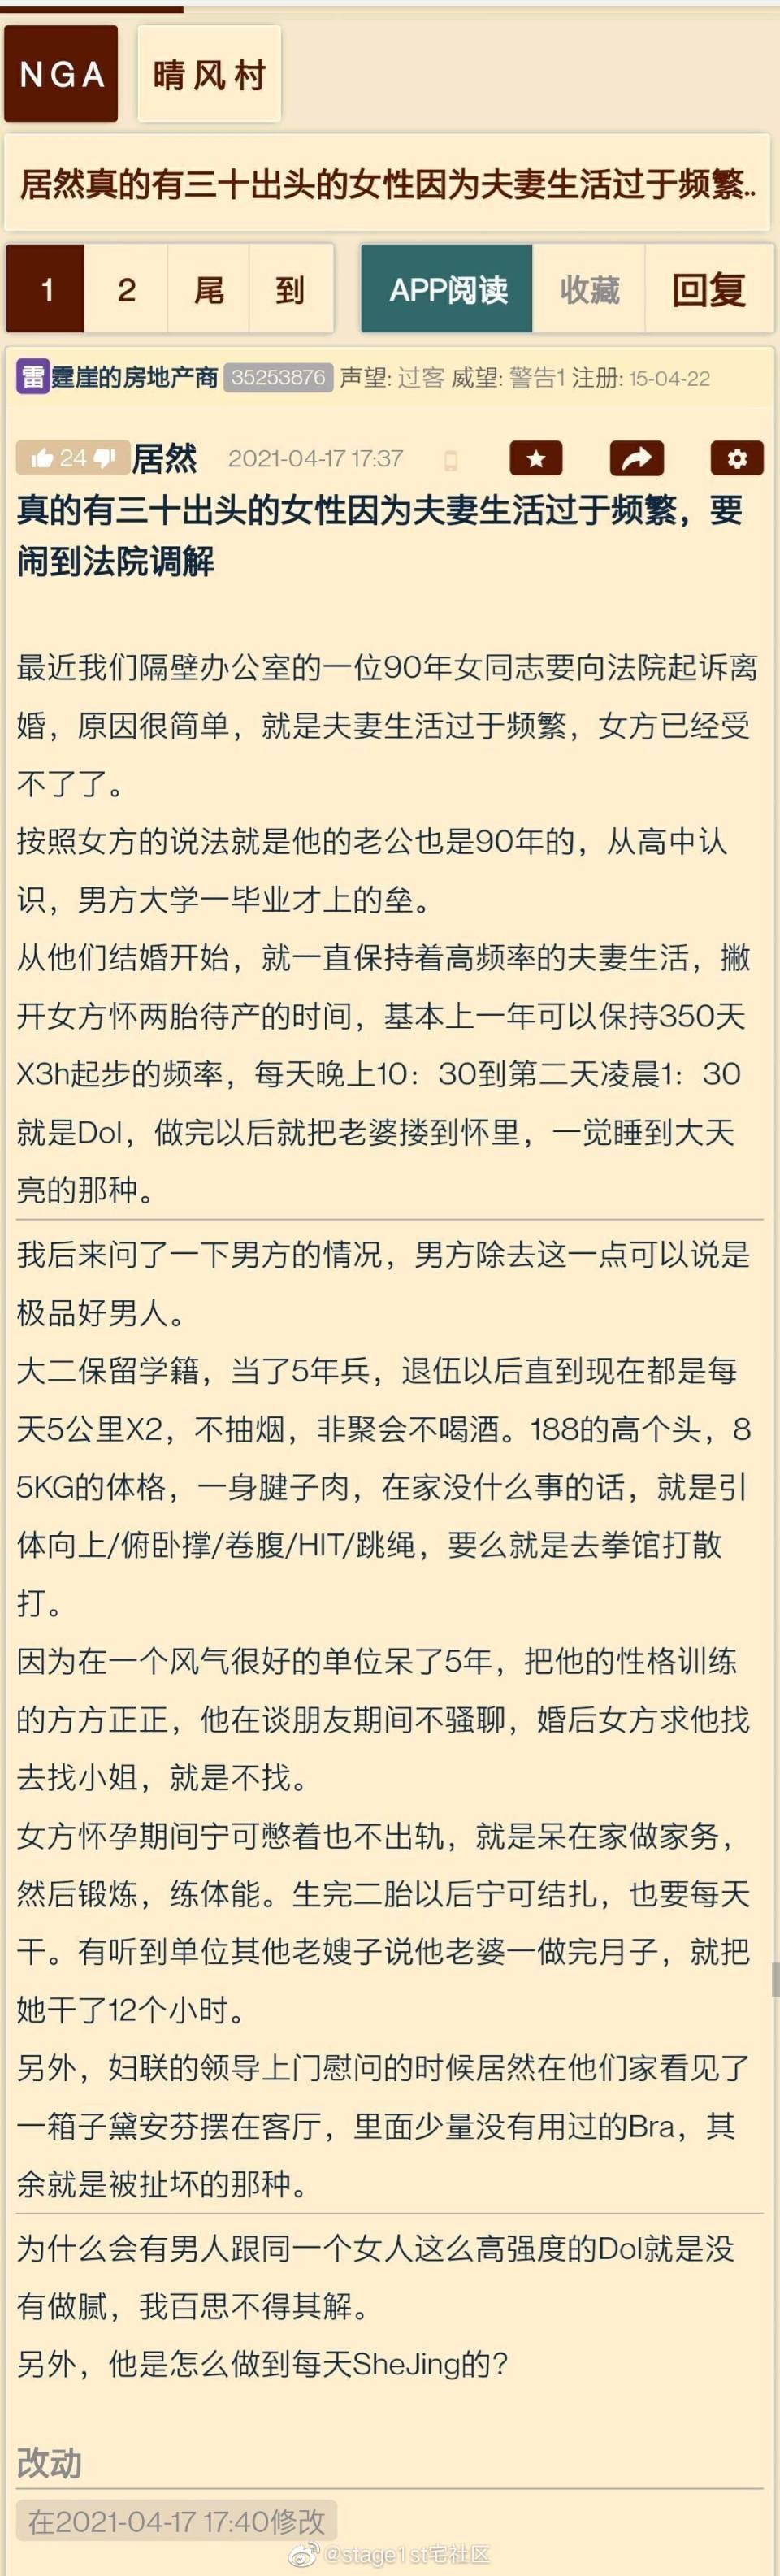 NGA 晴风村
居然真的有三十出头的女性因为夫妻生活过于频繁..
1 2 尾 到 APP阅读 收藏 回复
雷霆崖的房地产商 35253876 声望: 过客 威望: 警告1 注册: 15-04-22
24 居然 2021-04-17 17:37
真的有三十出头的女性因为夫妻生活过于频繁，要
闹到法院调解
最近我们隔壁办公室的一位90年女同志要向法院起诉离
婚，原因很简单，就是夫妻生活过于频繁，女方已经受
不了了。
按照女方的说法就是他的老公也是90年的，从高中认
识，男方大学一毕业才上的垒。
从他们结婚开始，就一直保持着高频率的夫妻生活，撇
开女方怀两胎待产的时间，基本上一年可以保持350天
X3h起步的频率，每天晚上10：30到第二天凌晨1：30
就是DoI，做完以后就把老婆搂到怀里，一觉睡到大天
亮的那种。
我后来问了一下男方的情况，男方除去这一点可以说是
极品好男人。
大二保留学籍，当了5年兵，退伍以后直到现在都是每
天5公里X2，不抽烟，非聚会不喝酒。188的高个头，8
5KG的体格，一身腱子肉，在家没什么事的话，就是引
体向上/俯卧撑/卷腹/HIT/跳绳，要么就是去拳馆打散
打。
因为在一个风气很好的单位呆了5年，把他的性格训练
的方方正正，他在谈朋友期间不骚聊，婚后女方求他找
去找小姐，就是不找。
女方怀孕期间宁可憋着也不出轨，就是呆在家做家务，
然后锻炼，练体能。生完二胎以后宁可结扎，也要每天
干。有听到单位其他老嫂子说他老婆一做完月子，就把
她干了12个小时。
另外，妇联的领导上门慰问的时候居然在他们家看见了
一箱子黛安芬摆在客厅，里面少量没有用过的Bra，其
余就是被扯坏的那种。
为什么会有男人跟同一个女人这么高强度的DoI就是没
有做腻，我百思不得其解。
另外，他是怎么做到每天SheJing的？
改动
在2021-04-17 17:40修改
@stage1st宅社区